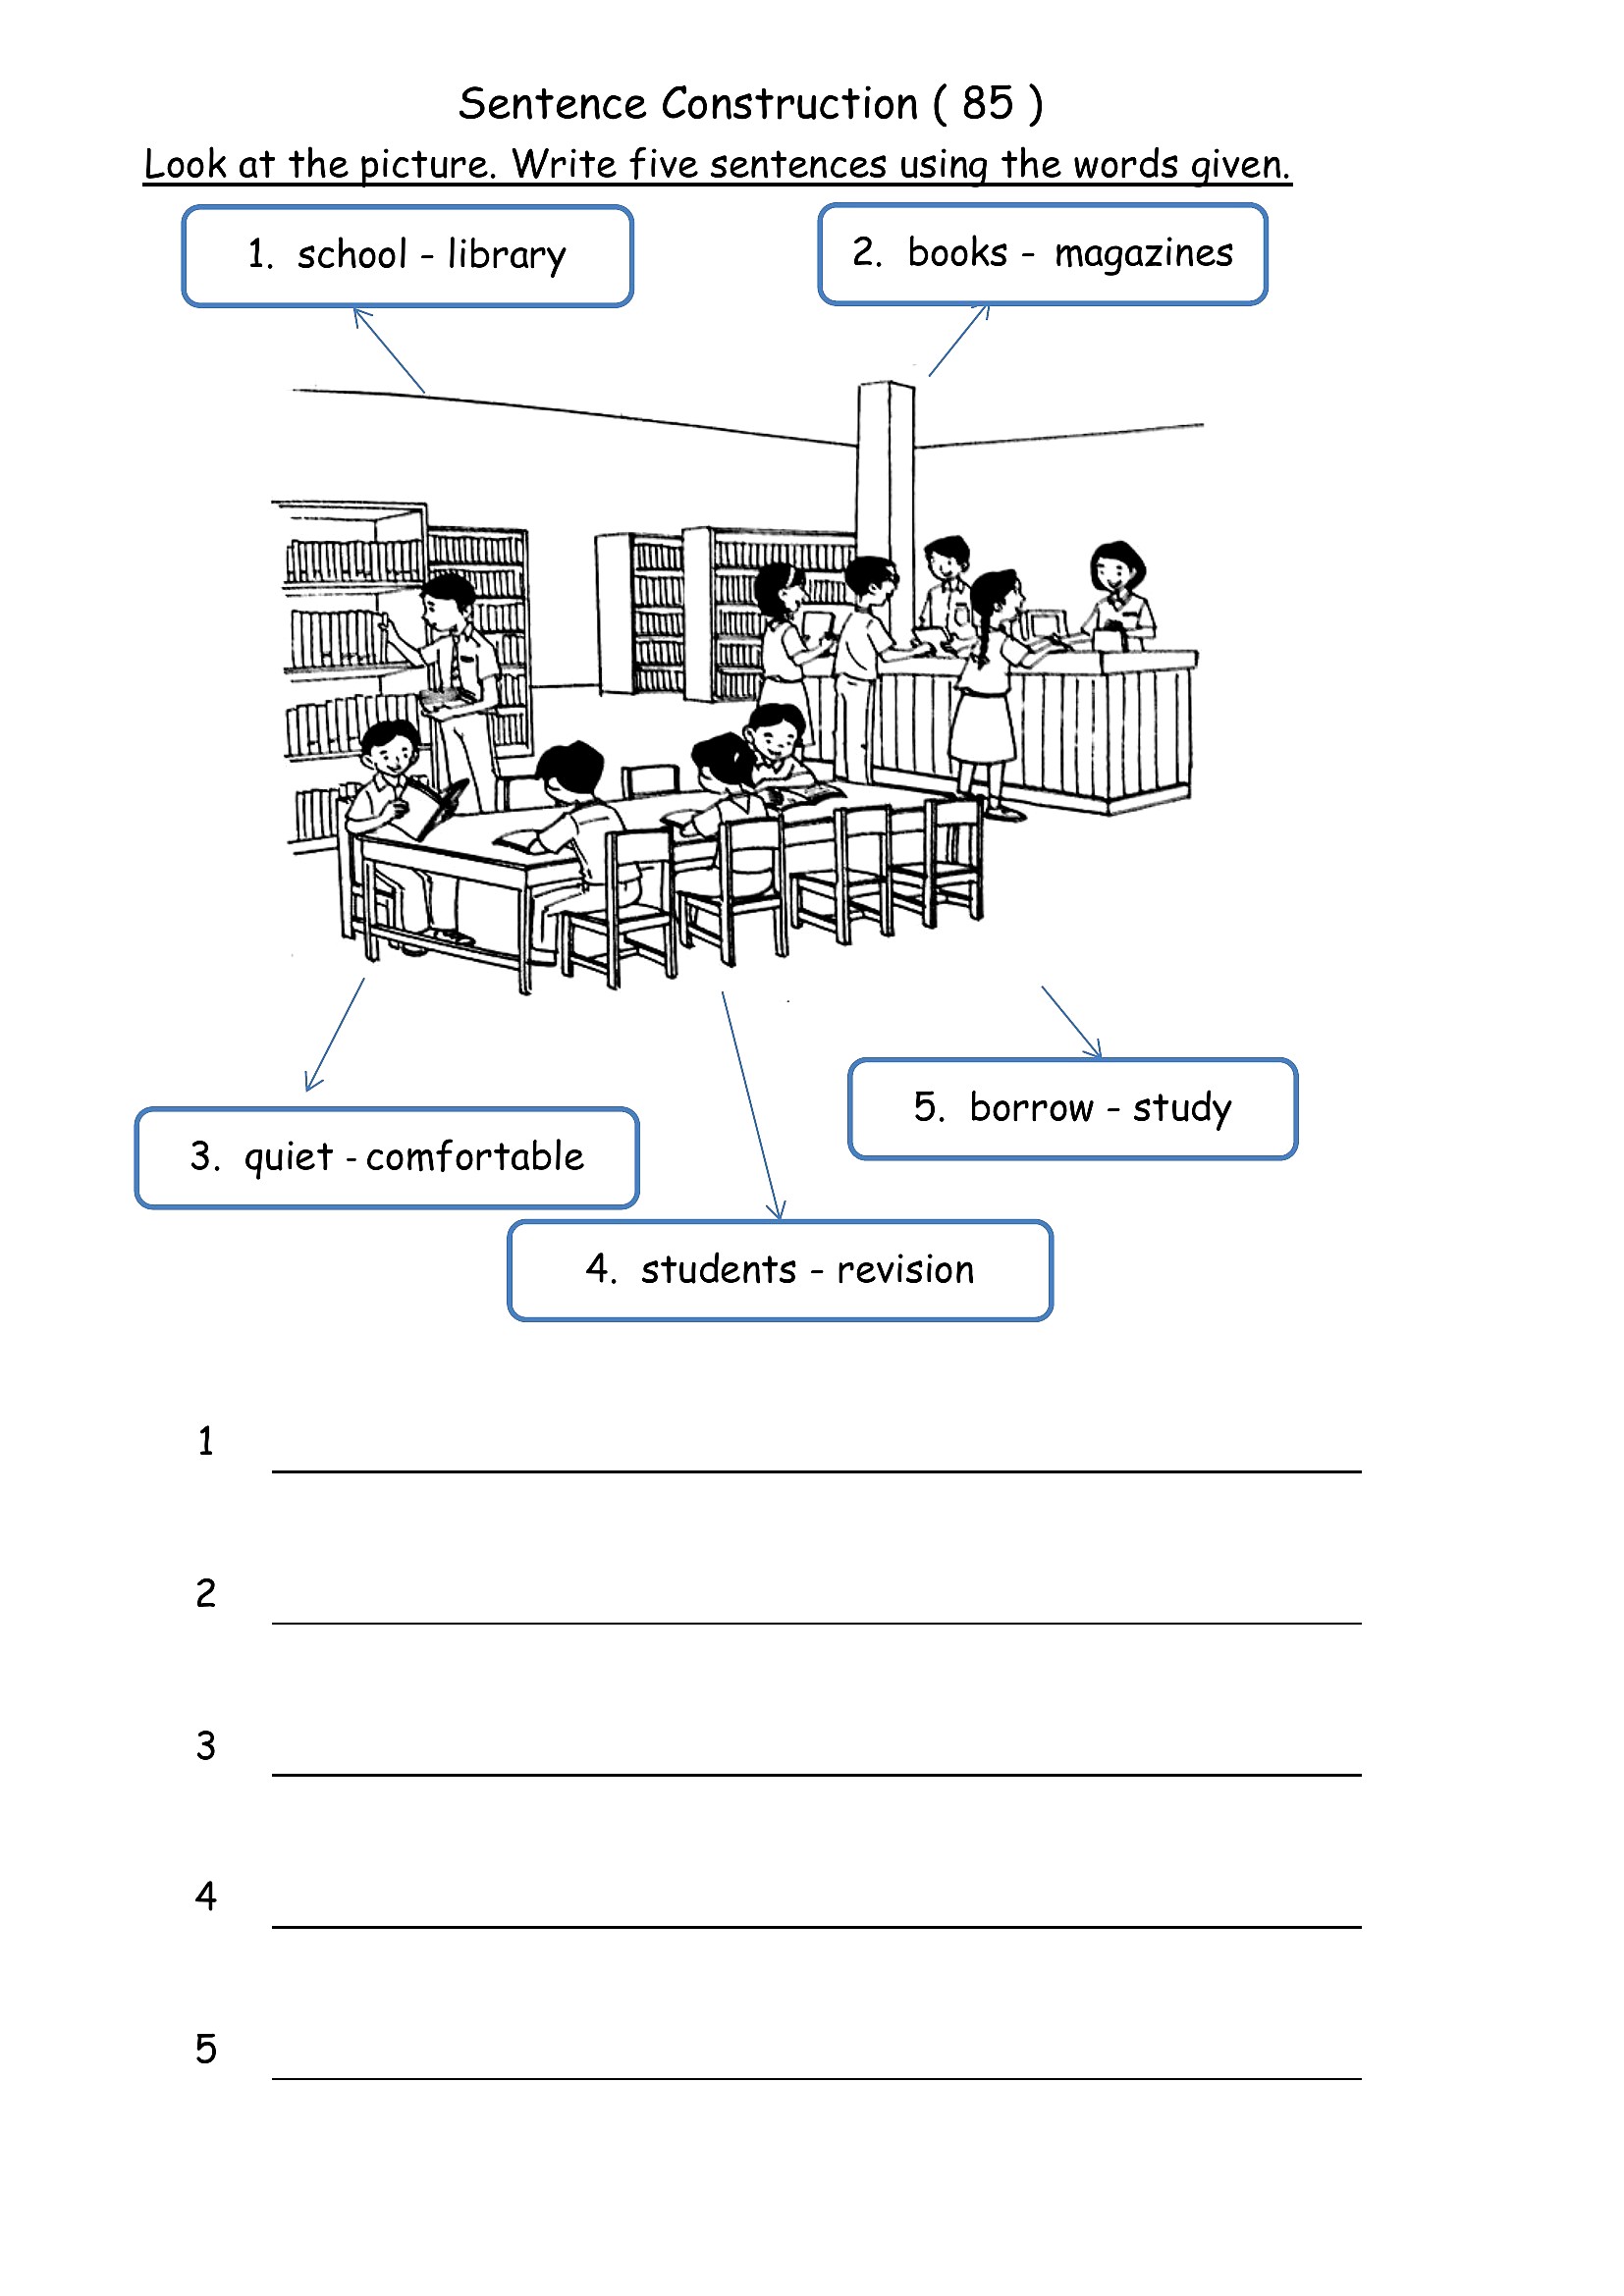 Sentence Construction ( 85 )
Look at the picture. Write five sentences using the words given.
1. school - library
2. books - magazines
3. quiet - comfortable
5. borrow - study
4. students - revision
1
2
3
4
5